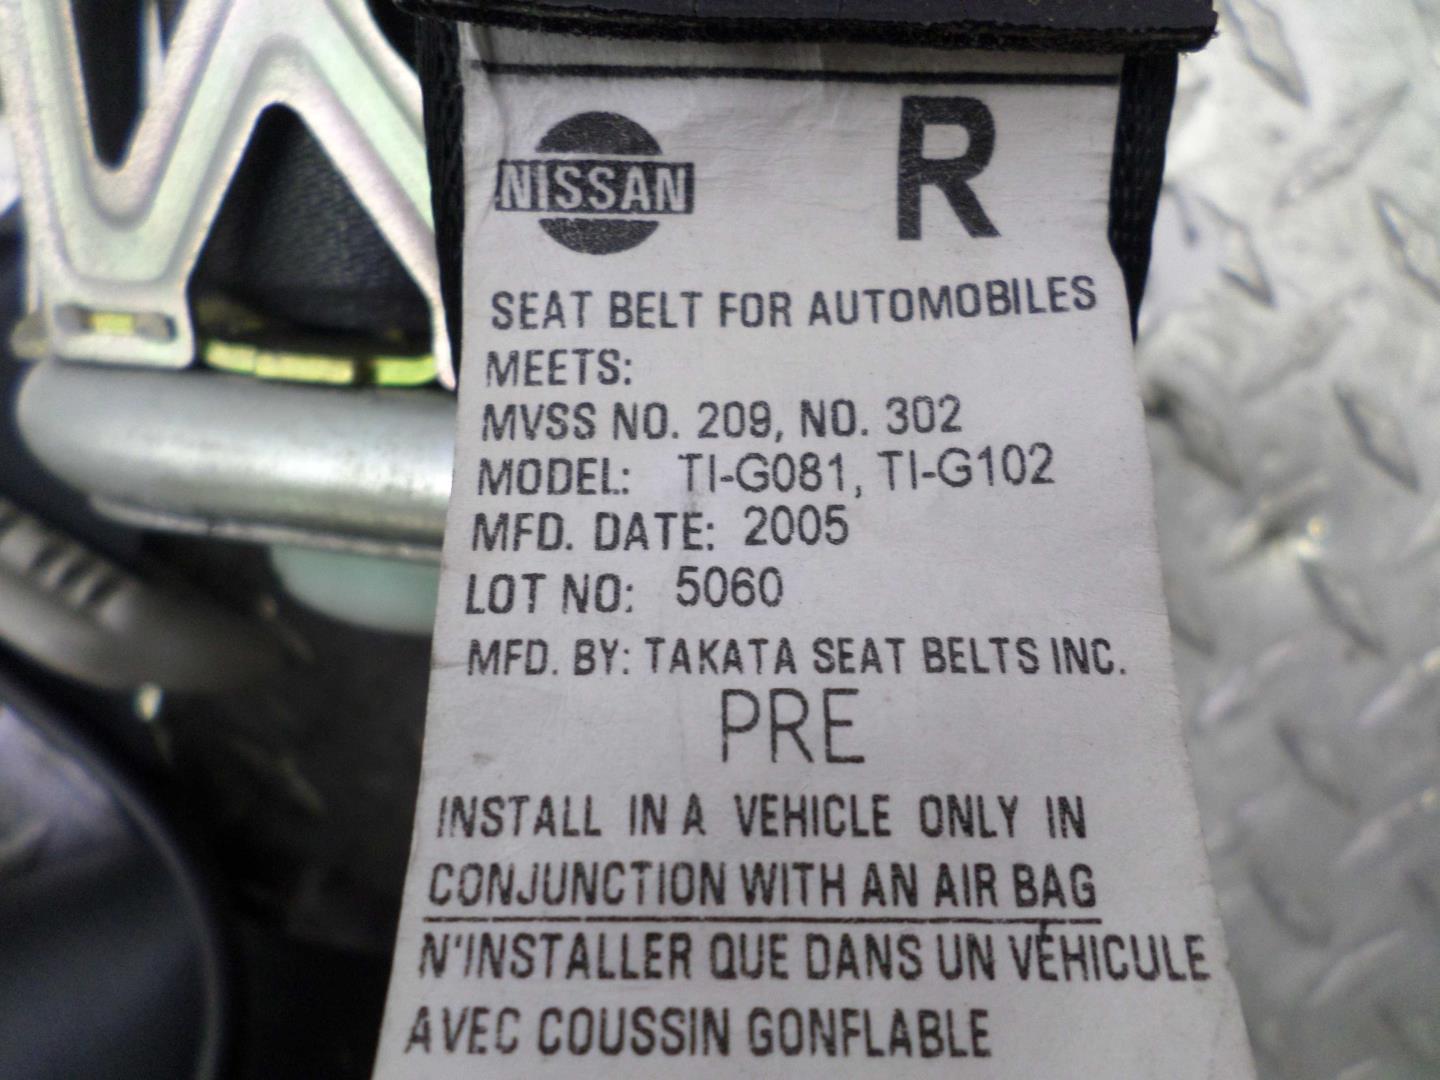 NISSAN R
SEAT BELT FOR AUTOMOBILES
MEETS:
MVSS NO. 209, NO. 302
MODEL: TI-G081, TI-G102
MFD. DATE: 2005
LOT NO: 5060
MFD. BY: TAKATA SEAT BELTS INC.
PRE
INSTALL IN A VEHICLE ONLY IN
CONJUNCTION WITH AN AIR BAG
N'INSTALLER QUE DANS UN VÉHICULE
AVEC COUSSIN GONFLABLE